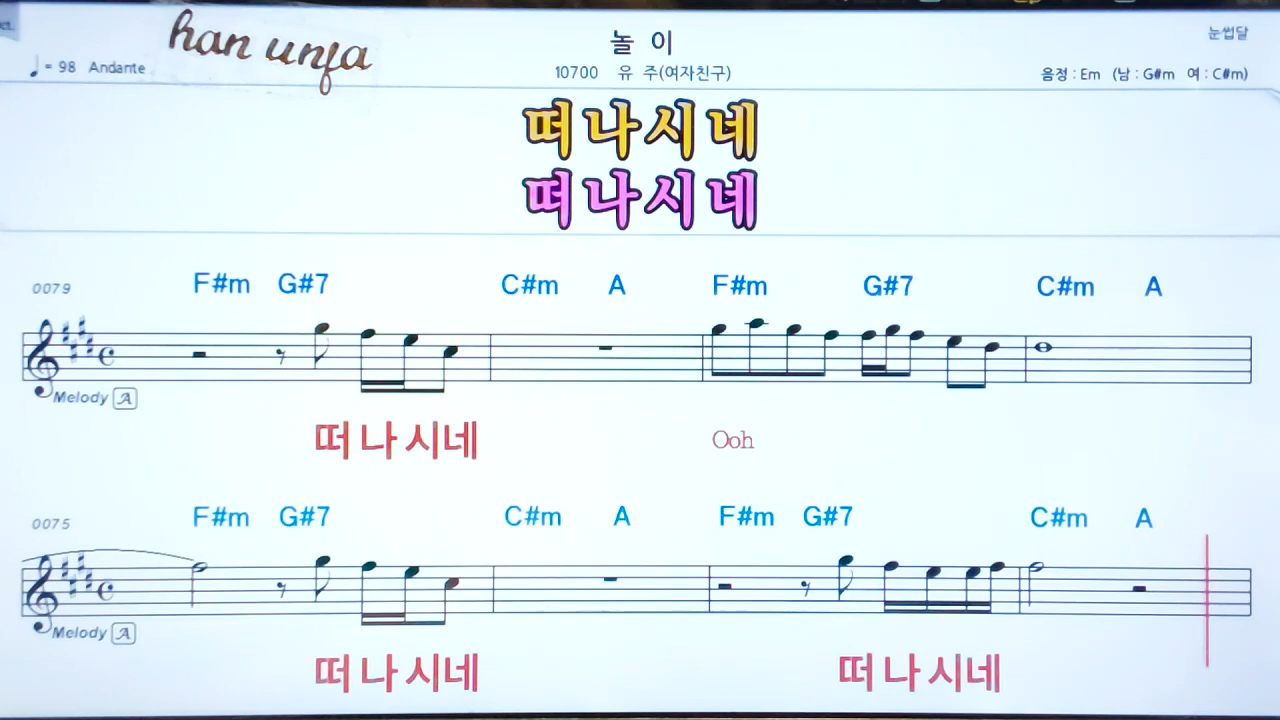 han unfa
놀 이
눈썹달
♩= 98 Andante
10700 유 주(여자친구)
음정 : Em (남 : G#m 여 : C#m)
떠나시네
떠나시네
0079
F#m G#7 C#m A F#m G#7 C#m A
Melody A
떠 나 시네 Ooh
0075
F#m G#7 C#m A F#m G#7 C#m A
Melody A
떠 나 시네 떠 나 시네